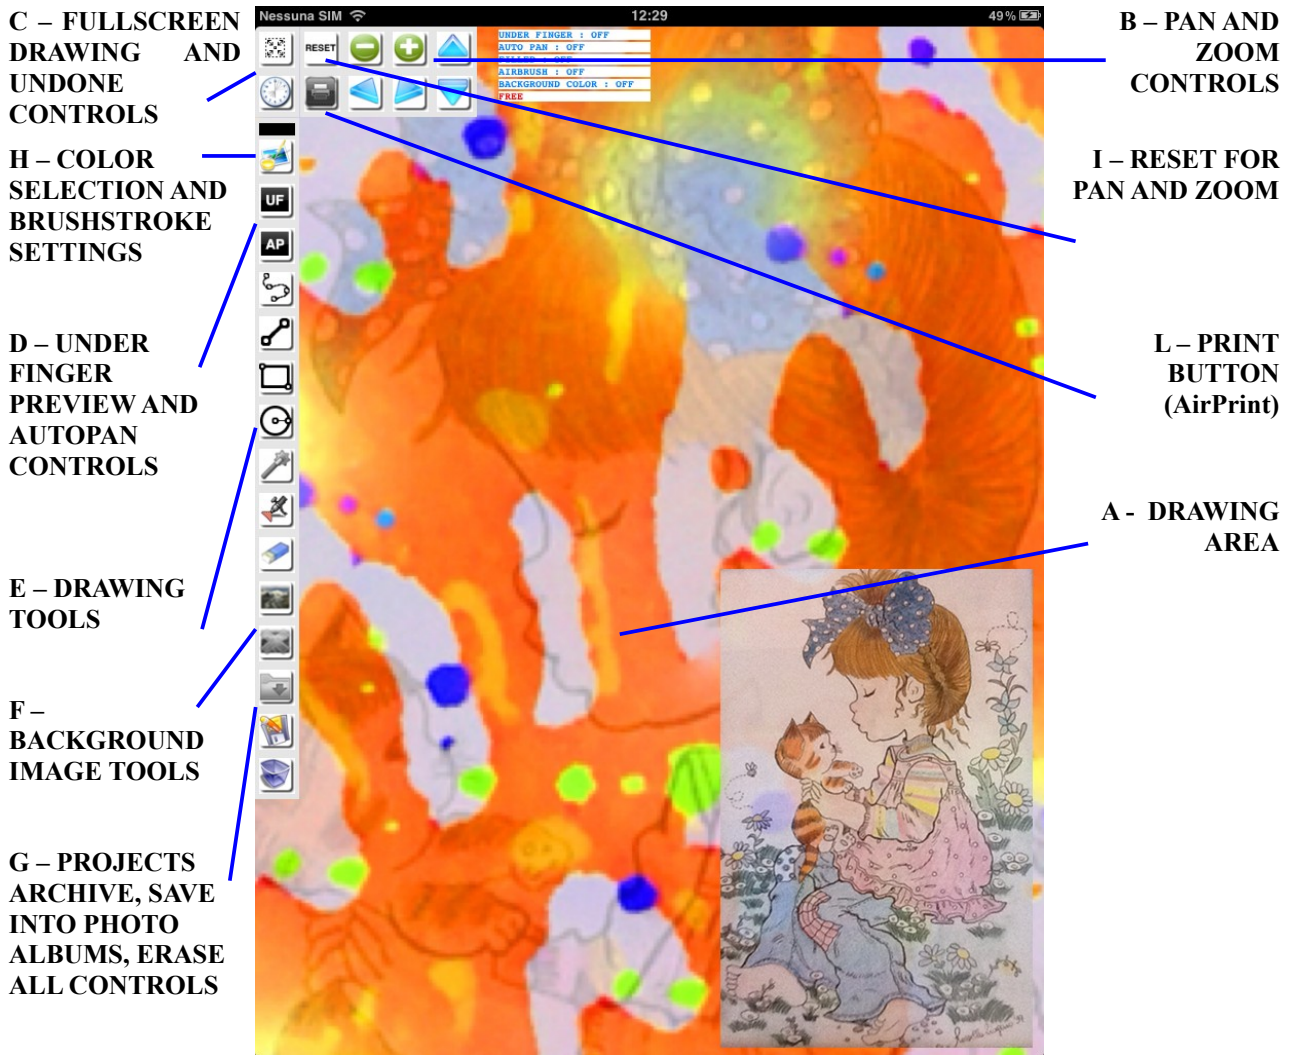 C – FULLSCREEN
DRAWING AND
UNDONE
CONTROLS
H – COLOR
SELECTION AND
BRUSHSTROKE
SETTINGS
D – UNDER
FINGER
PREVIEW AND
AUTOPAN
CONTROLS
E – DRAWING
TOOLS
F –
BACKGROUND
IMAGE TOOLS
G – PROJECTS
ARCHIVE, SAVE
INTO PHOTO
ALBUMS, ERASE
ALL CONTROLS
Nessuna SIM 12:29 49%
RESET
UNDER FINGER : OFF
AUTO PAN : OFF
AIRBRUSH : OFF
BACKGROUND COLOR : OFF
FREE
UF
AP
B – PAN AND
ZOOM
CONTROLS
I – RESET FOR
PAN AND ZOOM
L – PRINT
BUTTON
(AirPrint)
A - DRAWING
AREA